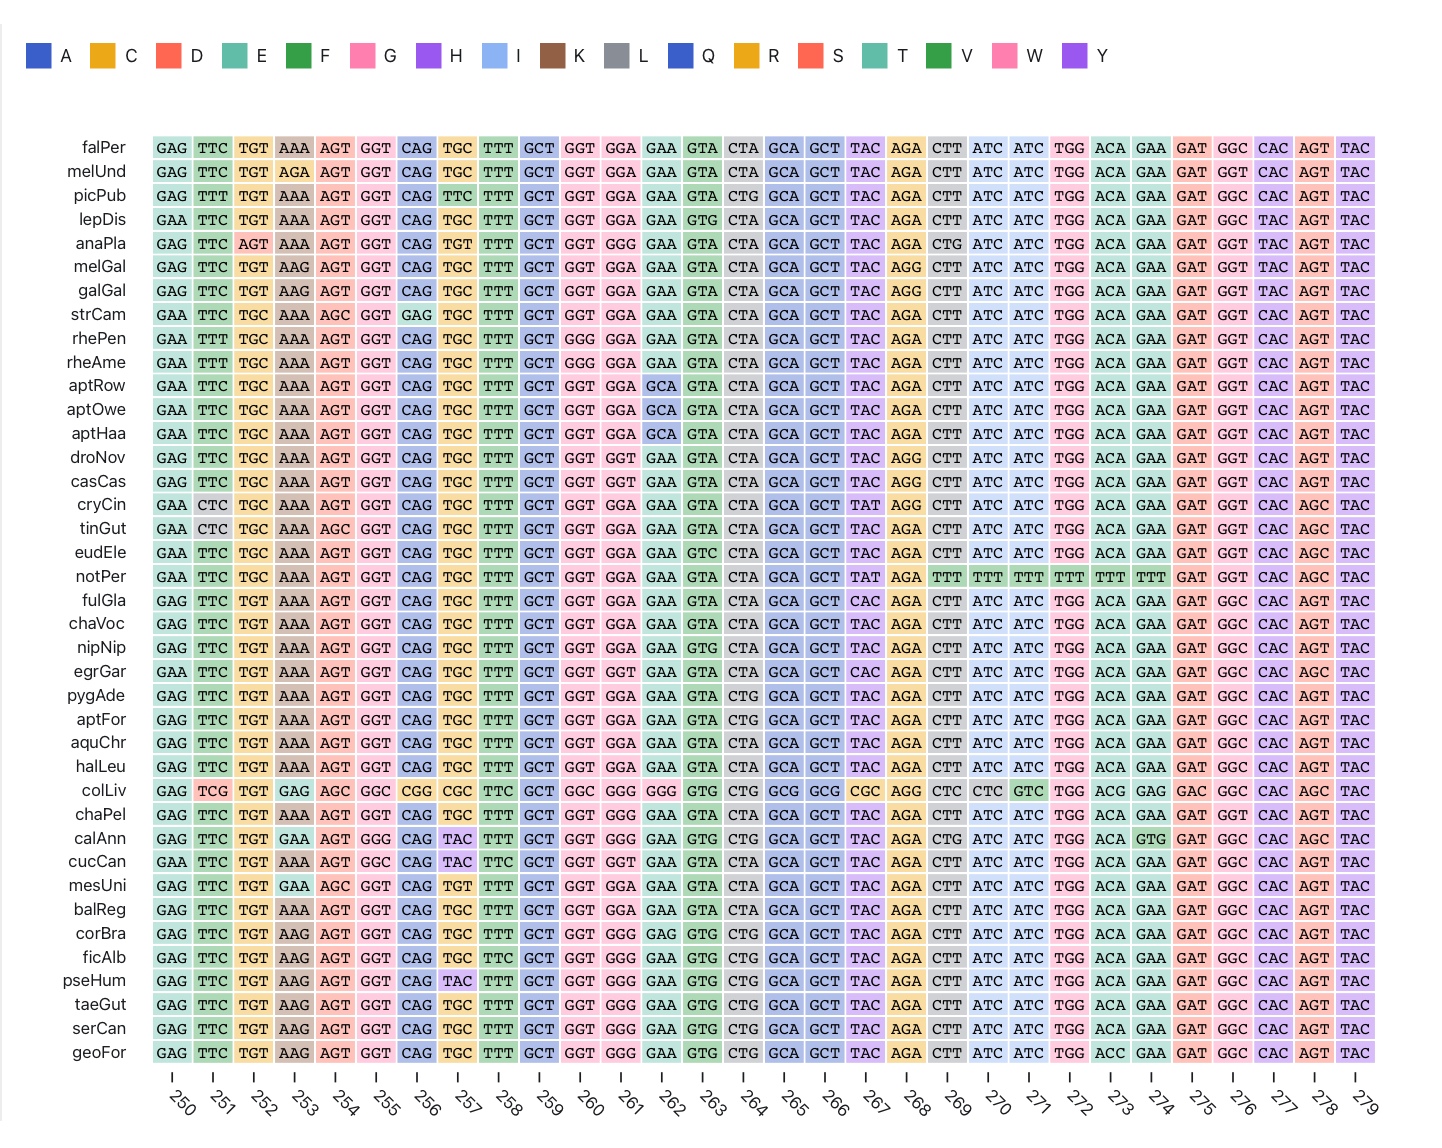 A C D E F G H I K L Q R S T V W Y
falPer GAG TTC TGT AAA AGT GGT CAG TGC TTT GCT GGT GGA GAA GTA CTA GCA GCT TAC AGA CTT ATC ATC TGG ACA GAA GAT GGC CAC AGT TAC
melUnd GAG TTC TGT AGA AGT GGT CAG TGC TTT GCT GGT GGA GAA GTA CTA GCA GCT TAC AGA CTT ATC ATC TGG ACA GAA GAT GGT CAC AGT TAC
picPub GAG TTT TGT AAA AGT GGT CAG TTC TTT GCT GGT GGA GAA GTA CTG GCA GCT TAC AGA CTT ATC ATC TGG ACA GAA GAT GGC CAC AGT TAC
lepDis GAA TTC TGT AAA AGT GGT CAG TGC TTT GCT GGT GGA GAA GTG CTA GCA GCT TAC AGA CTT ATC ATC TGG ACA GAA GAT GGC TAC AGT TAC
anaPla GAG TTC AGT AAA AGT GGT CAG TGT TTT GCT GGT GGG GAA GTA CTA GCA GCT TAC AGA CTG ATC ATC TGG ACA GAA GAT GGT TAC AGT TAC
melGal GAG TTC TGT AAG AGT GGT CAG TGC TTT GCT GGT GGA GAA GTA CTA GCA GCT TAC AGG CTT ATC ATC TGG ACA GAA GAT GGT TAC AGT TAC
galGal GAG TTC TGT AAG AGT GGT CAG TGC TTT GCT GGT GGA GAA GTA CTA GCA GCT TAC AGG CTT ATC ATC TGG ACA GAA GAT GGT TAC AGT TAC
strCam GAA TTC TGC AAA AGC GGT GAG TGC TTT GCT GGT GGA GAA GTA CTA GCA GCT TAC AGA CTT ATC ATC TGG ACA GAA GAT GGT CAC AGT TAC
rhePen GAA TTT TGC AAA AGT GGT CAG TGC TTT GCT GGG GGA GAA GTA CTA GCA GCT TAC AGA CTT ATC ATC TGG ACA GAA GAT GGT CAC AGT TAC
rheAme GAA TTT TGC AAA AGT GGT CAG TGC TTT GCT GGG GGA GAA GTA CTA GCA GCT TAC AGA CTT ATC ATC TGG ACA GAA GAT GGT CAC AGT TAC
aptRow GAA TTC TGC AAA AGT GGT CAG TGC TTT GCT GGT GGA GCA GTA CTA GCA GCT TAC AGA CTT ATC ATC TGG ACA GAA GAT GGT CAC AGT TAC
aptOwe GAA TTC TGC AAA AGT GGT CAG TGC TTT GCT GGT GGA GCA GTA CTA GCA GCT TAC AGA CTT ATC ATC TGG ACA GAA GAT GGT CAC AGT TAC
aptHaa GAA TTC TGC AAA AGT GGT CAG TGC TTT GCT GGT GGA GCA GTA CTA GCA GCT TAC AGA CTT ATC ATC TGG ACA GAA GAT GGT CAC AGT TAC
droNov GAG TTC TGC AAA AGT GGT CAG TGC TTT GCT GGT GGT GAA GTA CTA GCA GCT TAC AGG CTT ATC ATC TGG ACA GAA GAT GGT CAC AGT TAC
casCas GAG TTC TGC AAA AGT GGT CAG TGC TTT GCT GGT GGT GAA GTA CTA GCA GCT TAC AGG CTT ATC ATC TGG ACA GAA GAT GGT CAC AGT TAC
cryCin GAA CTC TGC AAA AGT GGT CAG TGC TTT GCT GGT GGA GAA GTA CTA GCA GCT TAT AGG CTT ATC ATC TGG ACA GAA GAT GGT CAC AGC TAC
tinGut GAA CTC TGC AAA AGC GGT CAG TGC TTT GCT GGT GGA GAA GTA CTA GCA GCT TAC AGA CTT ATC ATC TGG ACA GAA GAT GGT CAC AGC TAC
eudEle GAA TTC TGC AAA AGT GGT CAG TGC TTT GCT GGT GGA GAA GTC CTA GCA GCT TAC AGA CTT ATC ATC TGG ACA GAA GAT GGT CAC AGC TAC
notPer GAA TTC TGC AAA AGT GGT CAG TGC TTT GCT GGT GGA GAA GTA CTA GCA GCT TAT AGA TTT TTT TTT TTT TTT TTT GAT GGT CAC AGC TAC
fulGla GAG TTC TGT AAA AGT GGT CAG TGC TTT GCT GGT GGA GAA GTA CTA GCA GCT CAC AGA CTT ATC ATC TGG ACA GAA GAT GGC CAC AGT TAC
chaVoc GAG TTC TGT AAA AGT GGT CAG TGC TTT GCT GGT GGA GAA GTA CTA GCA GCT TAC AGA CTT ATC ATC TGG ACA GAA GAT GGC CAC AGT TAC
nipNip GAG TTC TGT AAA AGT GGT CAG TGC TTT GCT GGT GGA GAA GTG CTA GCA GCT TAC AGA CTT ATC ATC TGG ACA GAA GAT GGC CAC AGT TAC
egrGar GAA TTC TGT AAA AGT GGT CAG TGC TTT GCT GGT GGT GAA GTA CTA GCA GCT CAC AGA CTT ATC ATC TGG ACA GAA GAT GGC CAC AGC TAC
pygAde GAG TTC TGT AAA AGT GGT CAG TGC TTT GCT GGT GGA GAA GTA CTG GCA GCT TAC AGA CTT ATC ATC TGG ACA GAA GAT GGC CAC AGT TAC
aptFor GAG TTC TGT AAA AGT GGT CAG TGC TTT GCT GGT GGA GAA GTA CTG GCA GCT TAC AGA CTT ATC ATC TGG ACA GAA GAT GGC CAC AGT TAC
aquChr GAG TTC TGT AAA AGT GGT CAG TGC TTT GCT GGT GGA GAA GTA CTA GCA GCT TAC AGA CTT ATC ATC TGG ACA GAA GAT GGC CAC AGT TAC
halLeu GAG TTC TGT AAA AGT GGT CAG TGC TTT GCT GGT GGA GAA GTA CTA GCA GCT TAC AGA CTT ATC ATC TGG ACA GAA GAT GGC CAC AGT TAC
colLiv GAG TCG TGT GAG AGC GGC CGG CGC TTC GCT GGC GGG GGG GTG CTG GCG GCG CGC AGG CTC CTC GTC TGG ACG GAG GAC GGC CAC AGC TAC
chaPel GAG TTC TGT AAA AGT GGT CAG TGC TTT GCT GGT GGG GAA GTA CTA GCA GCT TAC AGA CTT ATC ATC TGG ACA GAA GAT GGT CAC AGT TAC
calAnn GAG TTC TGT GAA AGT GGG CAG TAC TTT GCT GGT GGG GAA GTG CTG GCA GCT TAC AGA CTG ATC ATC TGG ACA GTG GAT GGC CAC AGC TAC
cucCan GAA TTC TGT AAA AGT GGC CAG TAC TTC GCT GGT GGT GAA GTA CTA GCA GCT TAC AGA CTT ATC ATC TGG ACA GAA GAT GGC CAC AGT TAC
mesUni GAG TTC TGT GAA AGC GGT CAG TGT TTT GCT GGT GGA GAA GTA CTA GCA GCT TAC AGA CTT ATC ATC TGG ACA GAA GAT GGC CAC AGT TAC
balReg GAG TTC TGT AAA AGT GGT CAG TGC TTT GCT GGT GGA GAA GTA CTA GCA GCT TAC AGA CTT ATC ATC TGG ACA GAA GAT GGC CAC AGT TAC
corBra GAG TTC TGT AAG AGT GGT CAG TGC TTT GCT GGT GGG GAG GTG CTG GCA GCT TAC AGA CTT ATC ATC TGG ACA GAA GAT GGC CAC AGT TAC
ficAlb GAG TTC TGT AAG AGT GGT CAG TGC TTC GCT GGT GGG GAA GTG CTG GCA GCT TAC AGA CTT ATC ATC TGG ACA GAA GAT GGC CAC AGT TAC
pseHum GAG TTC TGT AAG AGT GGT CAG TAC TTT GCT GGT GGG GAA GTG CTG GCA GCT TAC AGA CTT ATC ATC TGG ACA GAA GAT GGC CAC AGT TAC
taeGut GAG TTC TGT AAG AGT GGT CAG TGC TTT GCT GGT GGG GAA GTG CTG GCA GCT TAC AGA CTT ATC ATC TGG ACA GAA GAT GGC CAC AGT TAC
serCan GAG TTC TGT AAG AGT GGT CAG TGC TTT GCT GGT GGG GAA GTG CTG GCA GCT TAC AGA CTT ATC ATC TGG ACA GAA GAT GGC CAC AGT TAC
geoFor GAG TTC TGT AAG AGT GGT CAG TGC TTT GCT GGT GGG GAA GTG CTG GCA GCT TAC AGA CTT ATC ATC TGG ACC GAA GAT GGC CAC AGT TAC
250 251 252 253 254 255 256 257 258 259 260 261 262 263 264 265 266 267 268 269 270 271 272 273 274 275 276 277 278 279